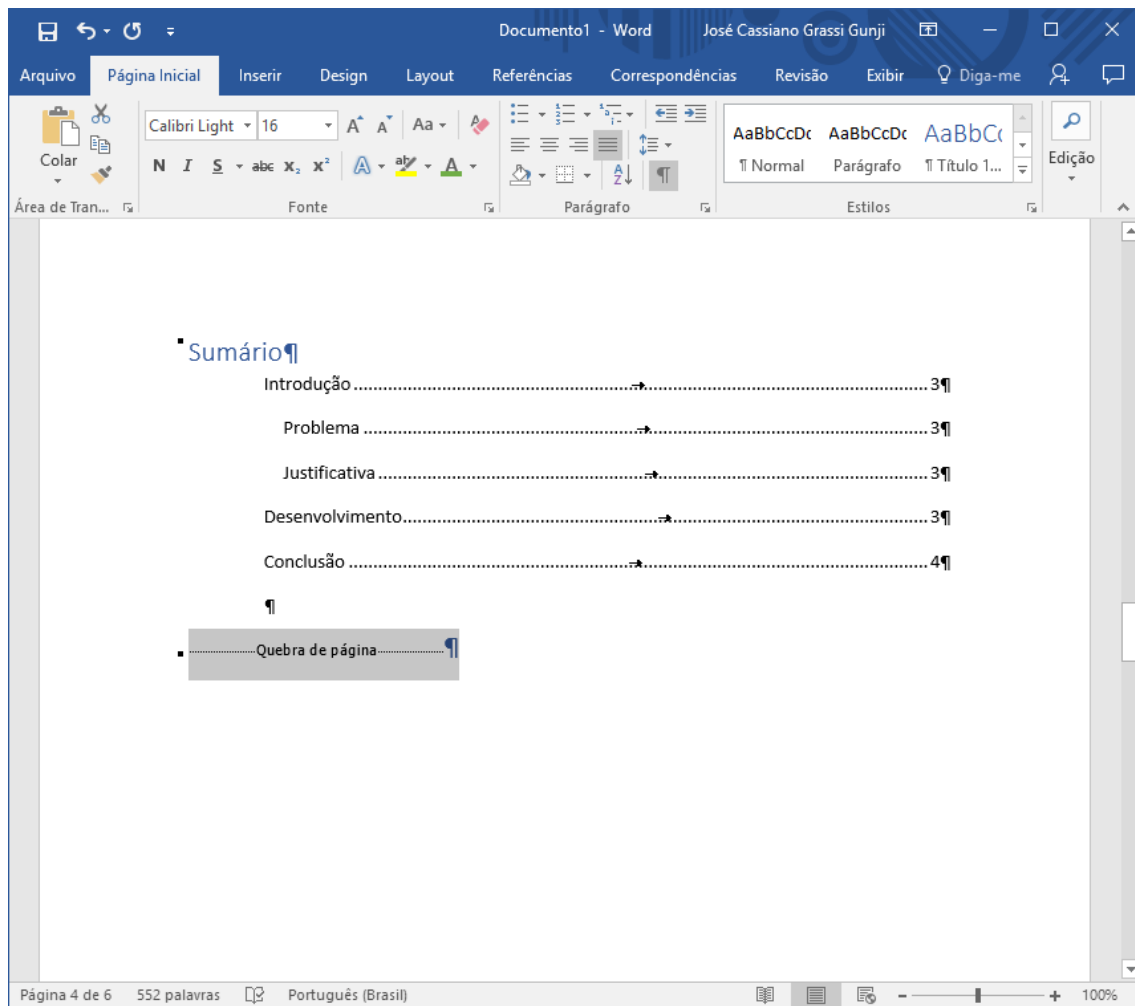 Documento1 - Word José Cassiano Grassi Gunji
Arquivo Página Inicial Inserir Design Layout Referências Correspondências Revisão Exibir Diga-me
Colar
Calibri Light 16 A A Aa
N I S abc x₂ x² A ab A
AaBbCcDc AaBbCcDc AaBbC
¶ Normal Parágrafo ¶ Título 1...
Edição
Área de Tran... Fonte Parágrafo Estilos
Sumário¶
Introdução 3¶
Problema 3¶
Justificativa 3¶
Desenvolvimento 3¶
Conclusão 4¶
¶
Quebra de página¶
Página 4 de 6 552 palavras Português (Brasil) 100%